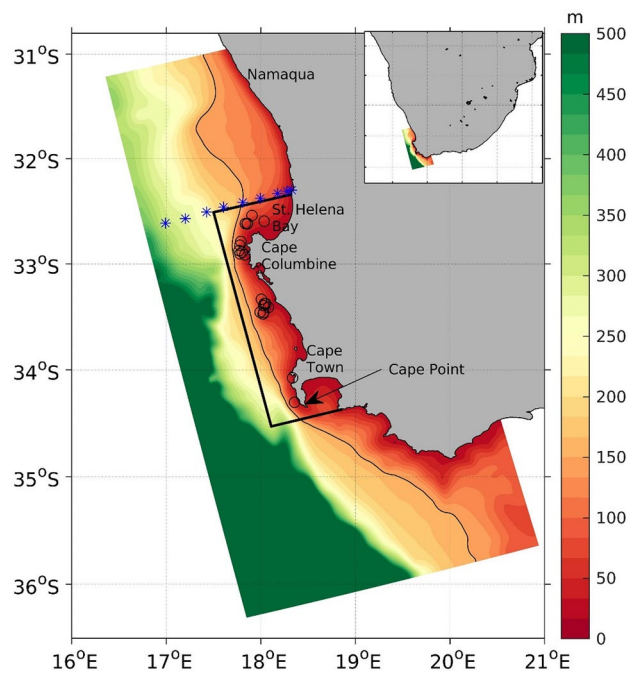 m
31°S
32°S
33°S
34°S
35°S
36°S
16°E
17°E
18°E
19°E
20°E
21°E
Namaqua
St. Helena
Bay
Cape
Columbine
Cape
Town
Cape Point
500
450
400
350
300
250
200
150
100
50
0